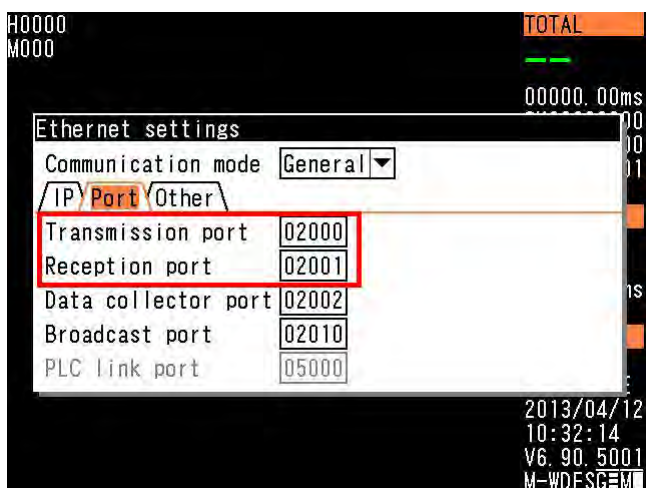 H0000
M000
TOTAL
--
00000.00ms
Ethernet settings
Communication mode General
IP Port Other
Transmission port 02000
Reception port 02001
Data collector port 02002
Broadcast port 02010
PLC link port 05000
2013/04/12
10:32:14
V6.90.5001